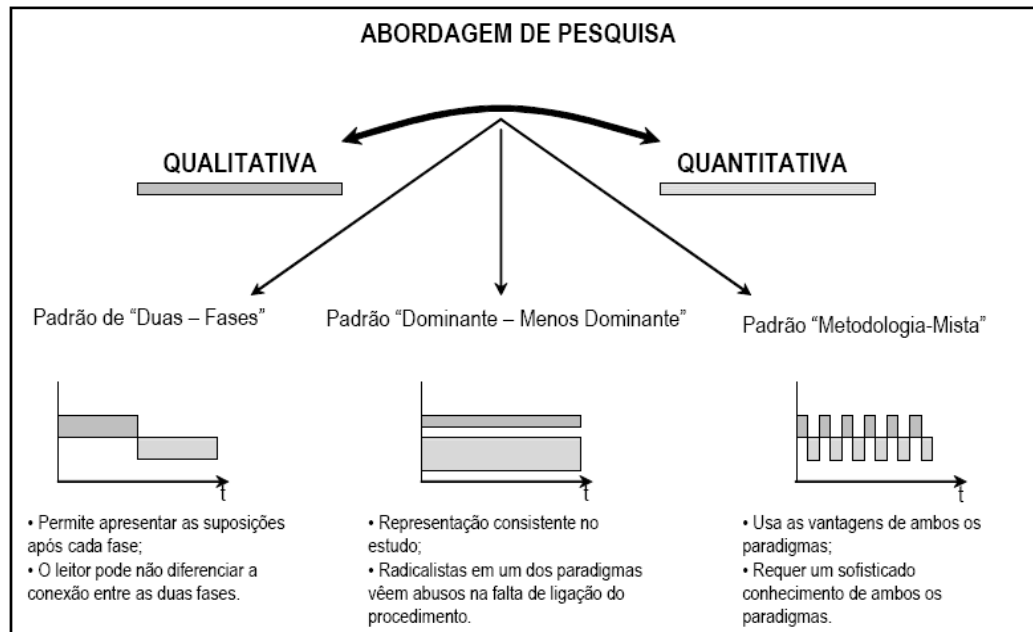 ABORDAGEM DE PESQUISA
QUALITATIVA
QUANTITATIVA
Padrão de “Duas – Fases”
Padrão “Dominante – Menos Dominante”
Padrão “Metodologia-Mista”
t
t
t
• Permite apresentar as suposições
após cada fase;
• O leitor pode não diferenciar a
conexão entre as duas fases.
• Representação consistente no
estudo;
• Radicalistas em um dos paradigmas
vêem abusos na falta de ligação do
procedimento.
• Usa as vantagens de ambos os
paradigmas;
• Requer um sofisticado
conhecimento de ambos os
paradigmas.